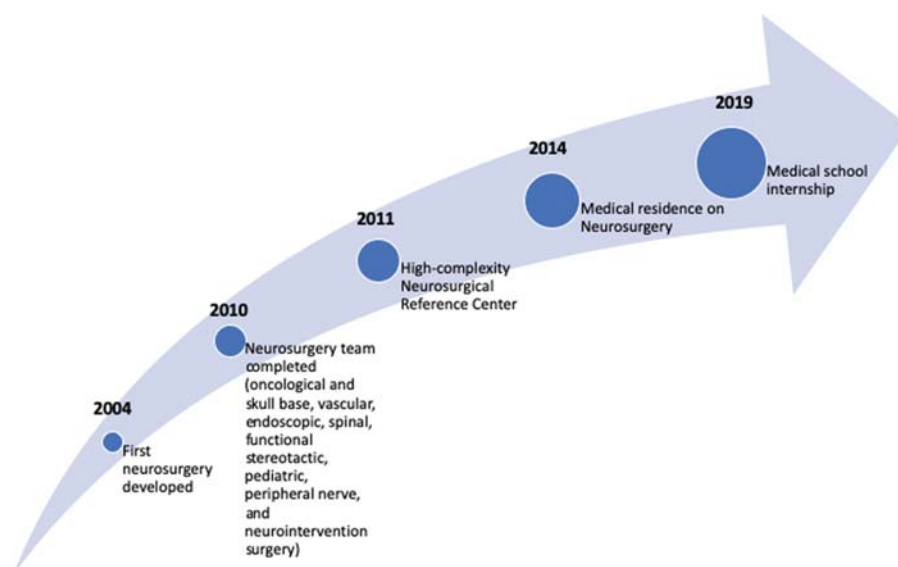 2004
First
neurosurgery
developed
2010
Neurosurgery team
completed
(oncological and
skull base, vascular,
endoscopic, spinal,
functional
stereotactic,
pediatric,
peripheral nerve,
and
neurointervention
surgery)
2011
High-complexity
Neurosurgical
Reference Center
2014
Medical residence on
Neurosurgery
2019
Medical school
internship